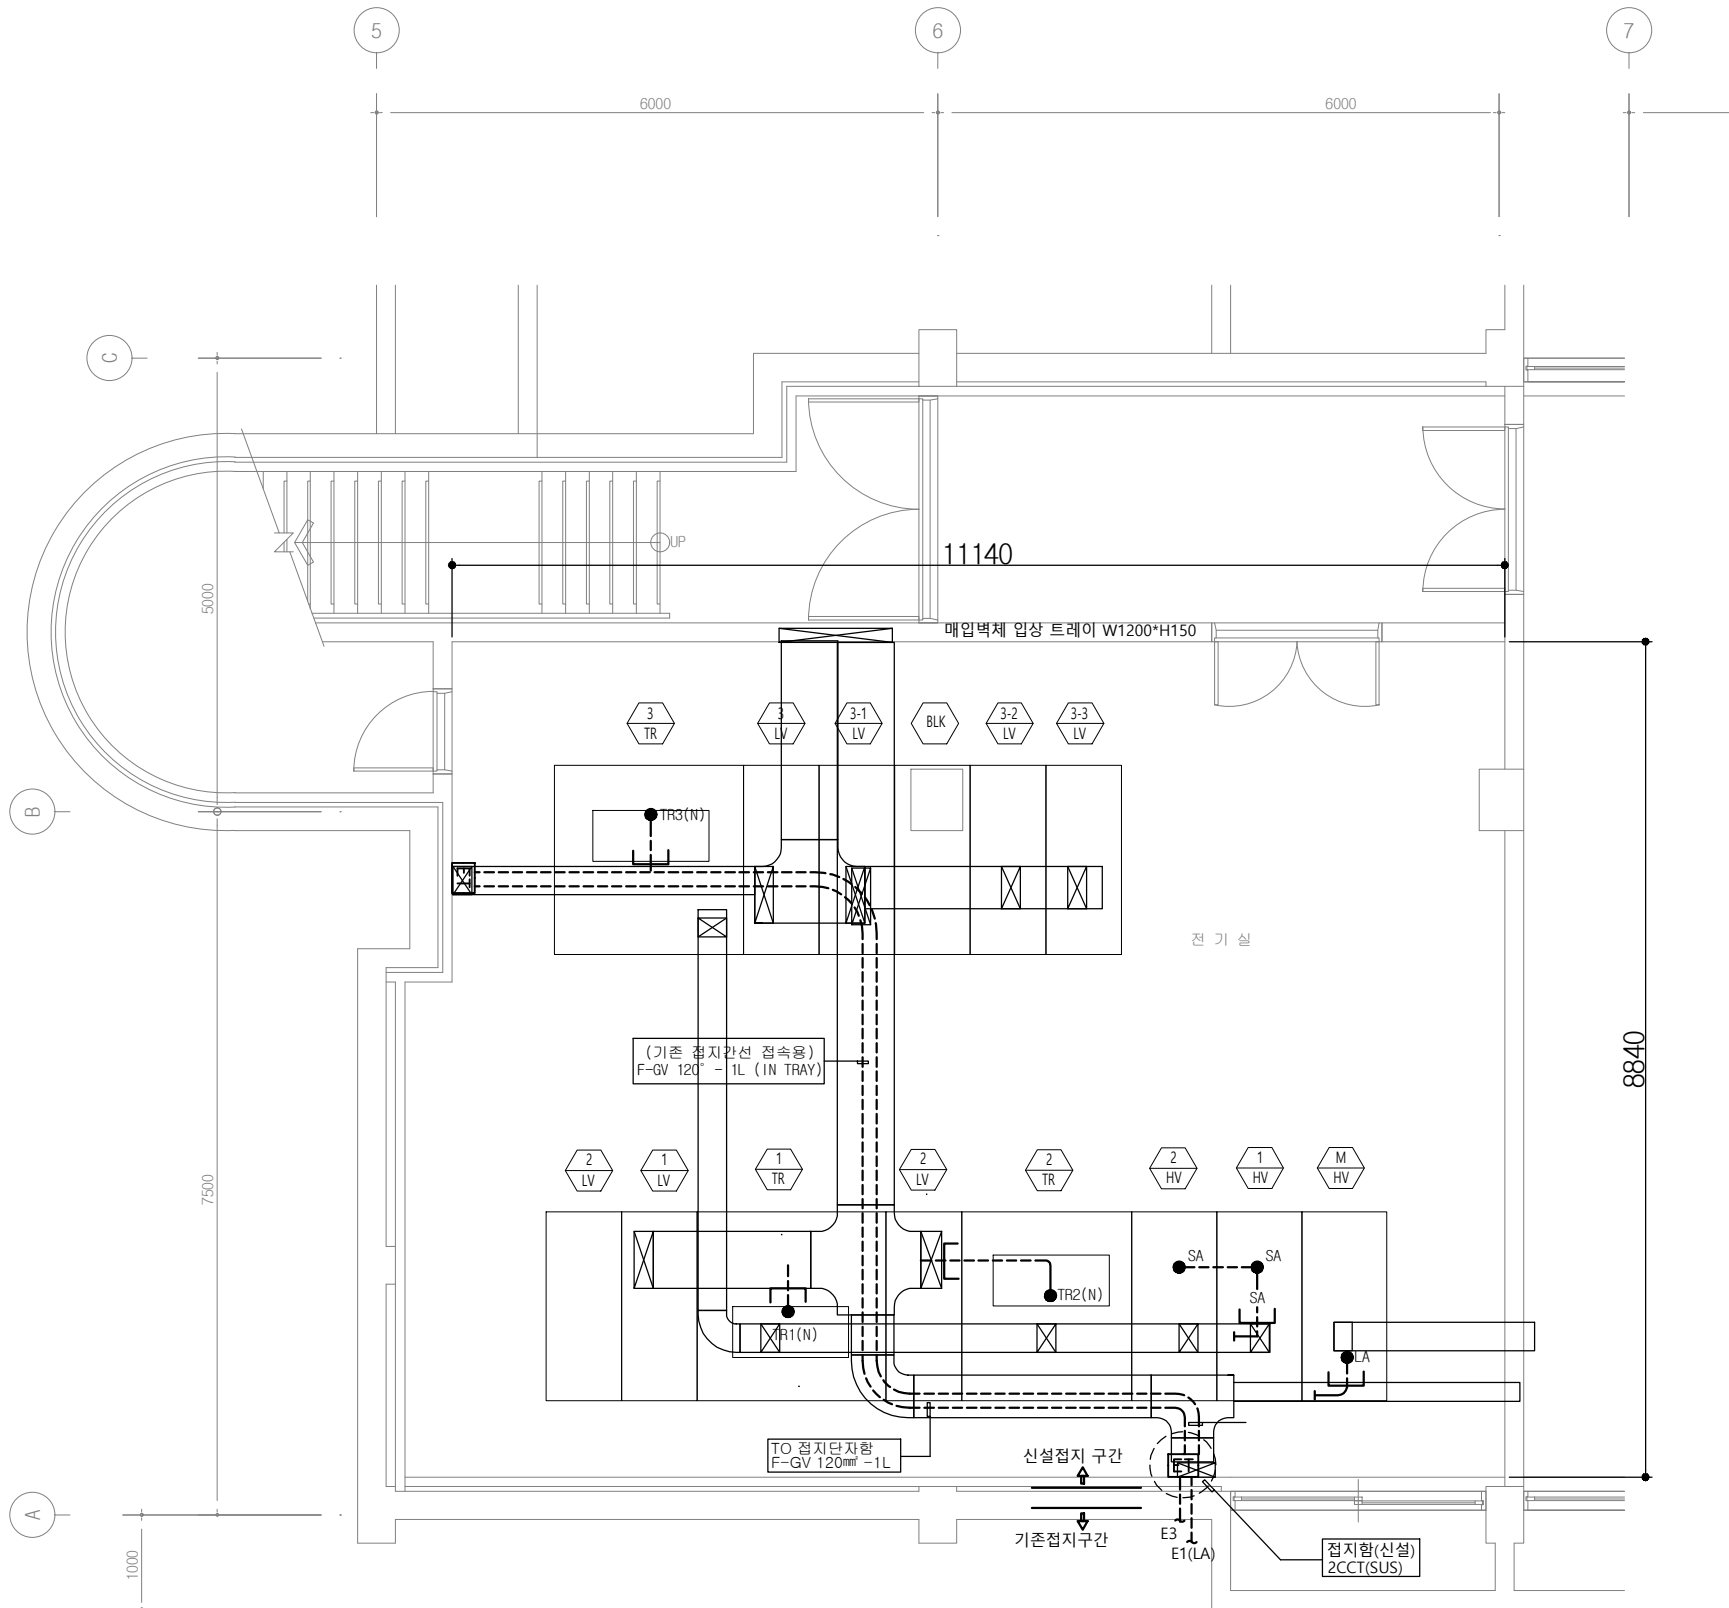 5
6
7
6000
6000
C
UP
11140
5000
매입벽체 입상 트레이 W1200*H150
3
TR
3
LV
3-1
LV
BLK
3-2
LV
3-3
LV
B
TR3(N)
전 기 실
(기존 접지간선 접속용)
F-GV 120° - 1L (IN TRAY)
8840
7500
2
LV
1
LV
1
TR
2
LV
2
TR
2
HV
1
HV
M
HV
SA
SA
SA
TR2(N)
TR1(N)
LA
TO 접지단자함
F-GV 120㎟ -1L
신설접지 구간
ET
A
기존접지구간
E3
E1(LA)
접지함(신설)
2CCT(SUS)
1000